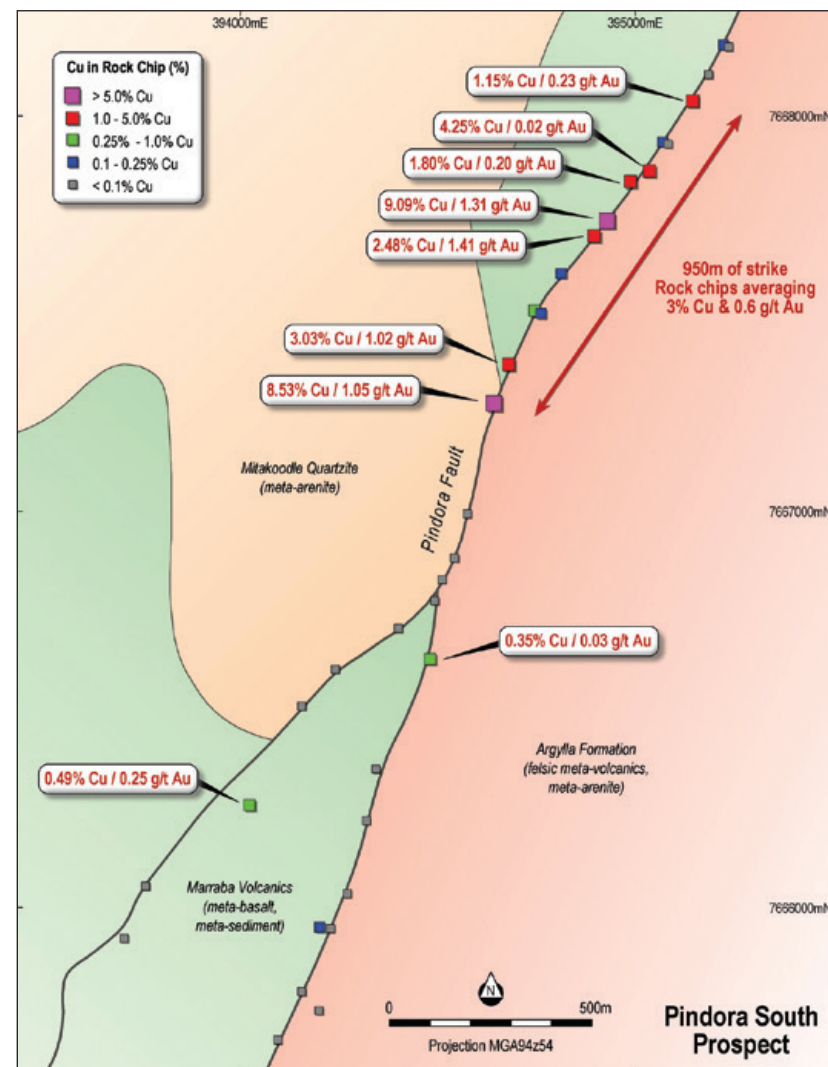 394000mE
395000mE
Cu in Rock Chip (%)
> 5.0% Cu
1.0 - 5.0% Cu
0.25% - 1.0% Cu
0.1 - 0.25% Cu
< 0.1% Cu
1.15% Cu / 0.23 g/t Au
7668000mN
4.25% Cu / 0.02 g/t Au
1.80% Cu / 0.20 g/t Au
9.09% Cu / 1.31 g/t Au
2.48% Cu / 1.41 g/t Au
950m of strike
Rock chips averaging
3% Cu & 0.6 g/t Au
3.03% Cu / 1.02 g/t Au
8.53% Cu / 1.05 g/t Au
Mitakoodle Quartzite
(meta-arenite)
Pindora Fault
7667000mN
0.35% Cu / 0.03 g/t Au
Argylla Formation
(felsic meta-volcanics,
meta-arenite)
0.49% Cu / 0.25 g/t Au
Marraba Volcanics
(meta-basalt,
meta-sediment)
7666000mN
N
0
500m
Projection MGA94z54
Pindora South
Prospect